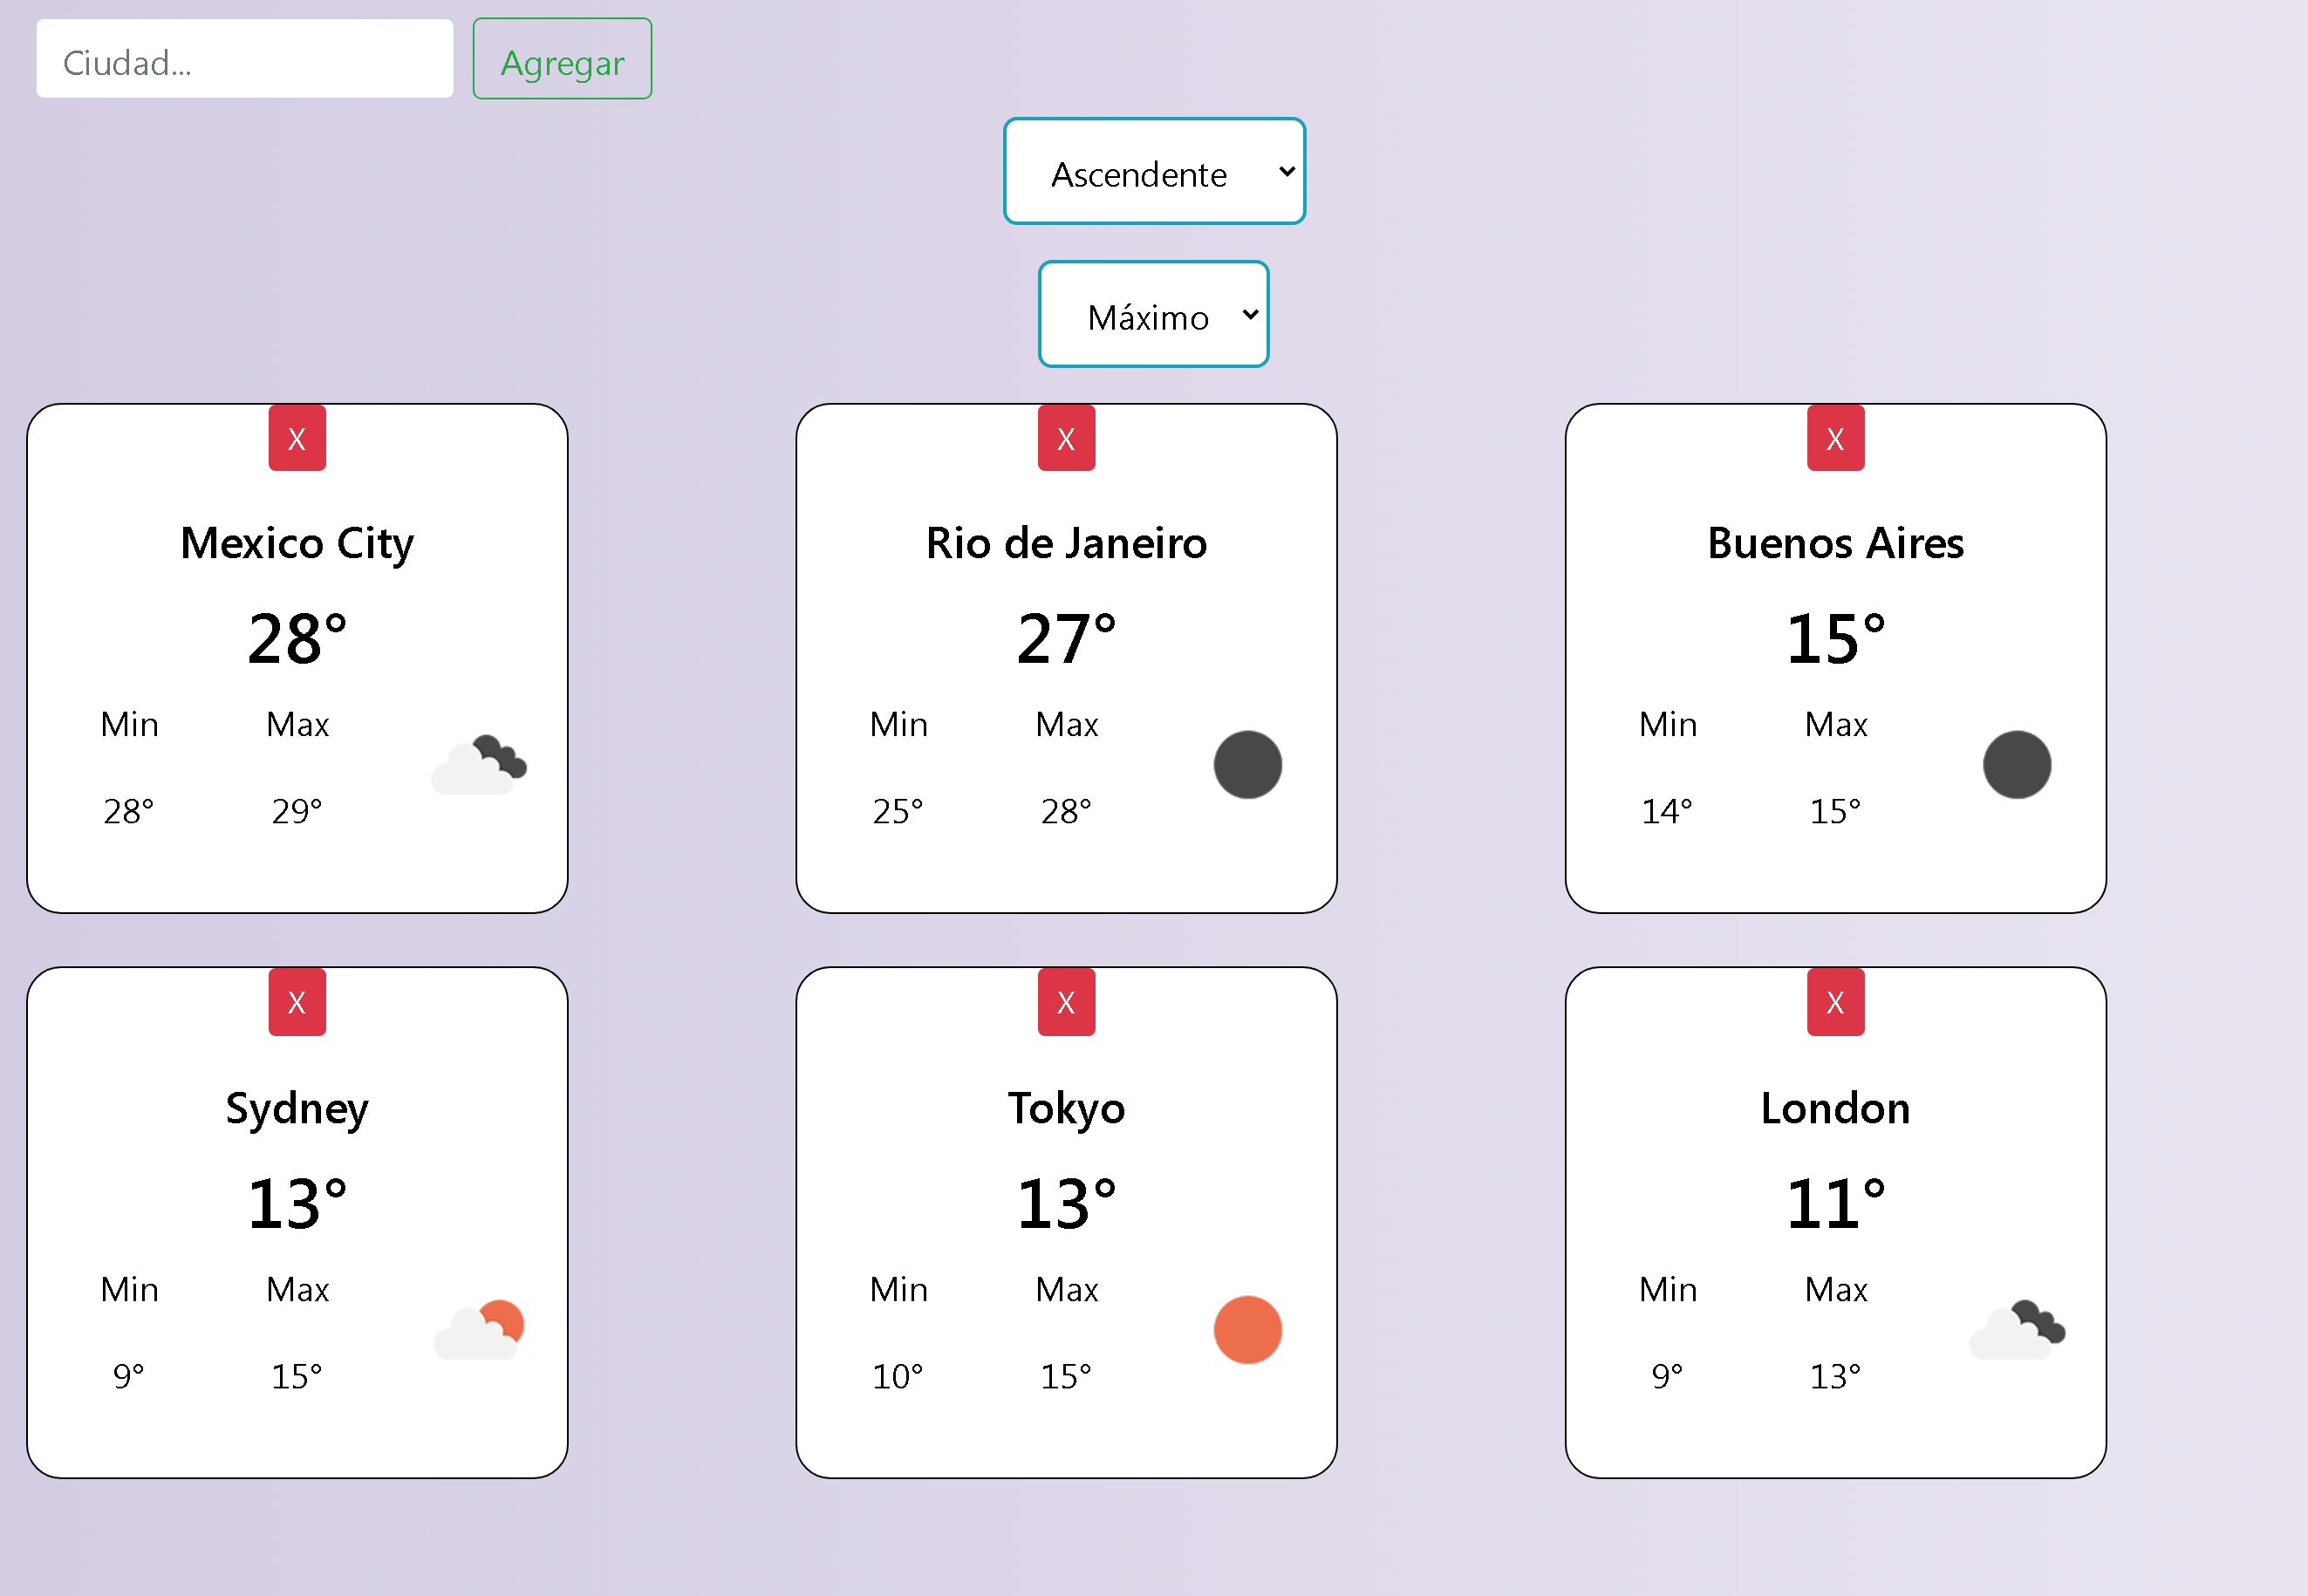 Ciudad... Agregar
Ascendente
Máximo
X X X
Mexico City Rio de Janeiro Buenos Aires
28° 27° 15°
Min Max Min Max Min Max
28° 29° 25° 28° 14° 15°
X X X
Sydney Tokyo London
13° 13° 11°
Min Max Min Max Min Max
9° 15° 10° 15° 9° 13°